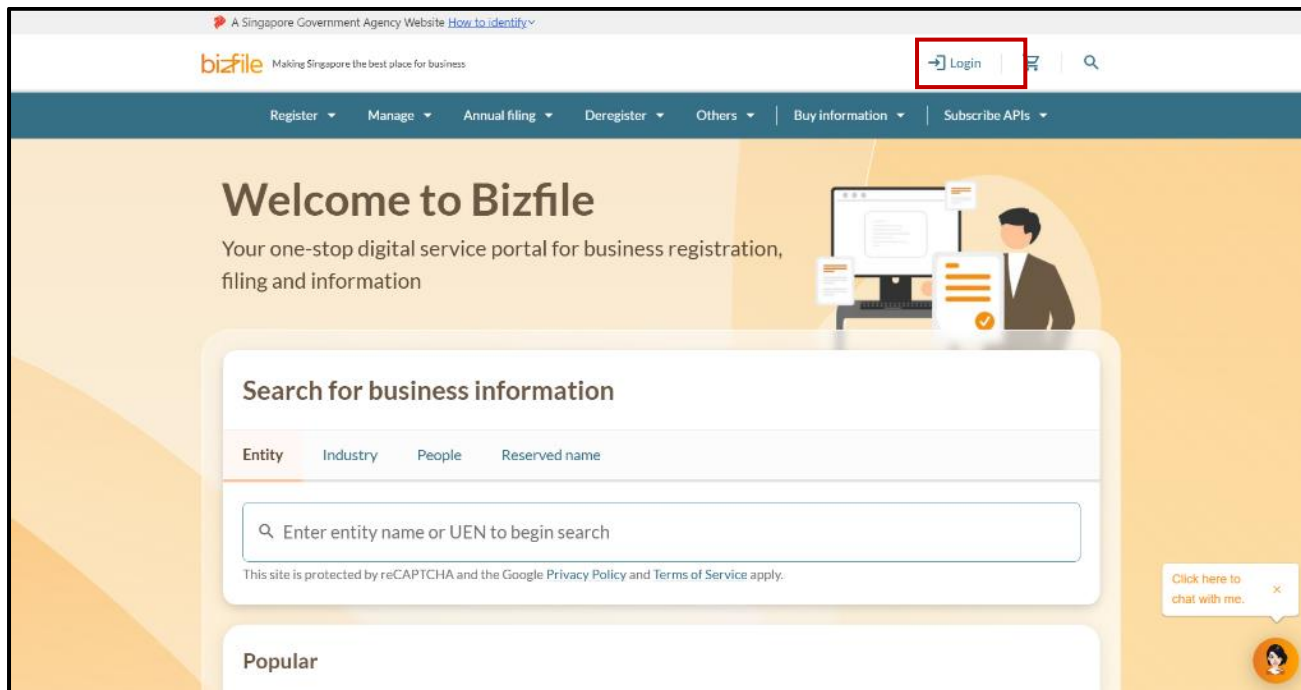 A Singapore Government Agency Website How to identify
bizfile Making Singapore the best place for business
Login
Register Manage Annual filing Deregister Others Buy information Subscribe APIs
Welcome to Bizfile
Your one-stop digital service portal for business registration,
filing and information
Search for business information
Entity Industry People Reserved name
Enter entity name or UEN to begin search
This site is protected by reCAPTCHA and the Google Privacy Policy and Terms of Service apply.
Click here to
chat with me.
Popular